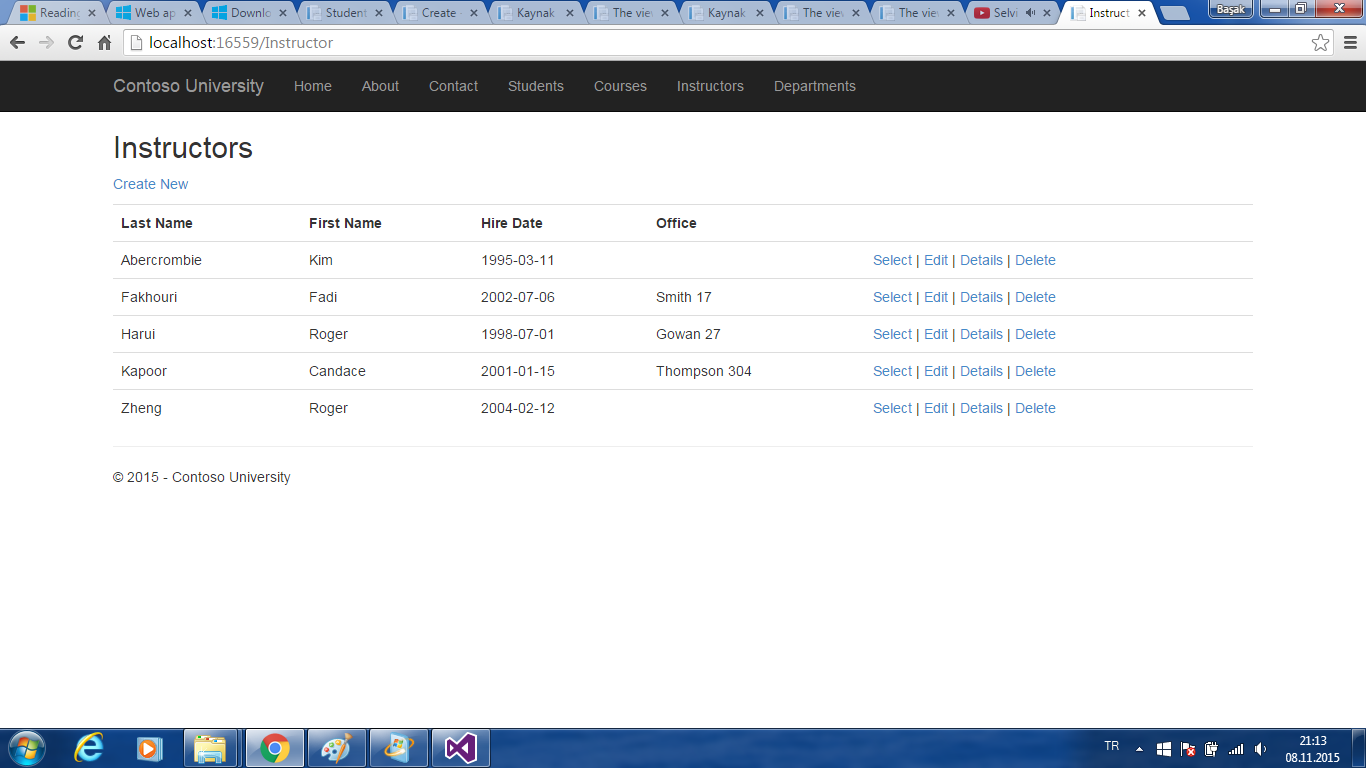 Reading Web ap Downlo Student Create Kaynak The vie Kaynak The vie The vie Selvi Instruct Başak
localhost:16559/Instructor
Contoso University Home About Contact Students Courses Instructors Departments
Instructors
Create New
Last Name First Name Hire Date Office
Abercrombie Kim 1995-03-11 Select | Edit | Details | Delete
Fakhouri Fadi 2002-07-06 Smith 17 Select | Edit | Details | Delete
Harui Roger 1998-07-01 Gowan 27 Select | Edit | Details | Delete
Kapoor Candace 2001-01-15 Thompson 304 Select | Edit | Details | Delete
Zheng Roger 2004-02-12 Select | Edit | Details | Delete
© 2015 - Contoso University
TR 21:13
08.11.2015